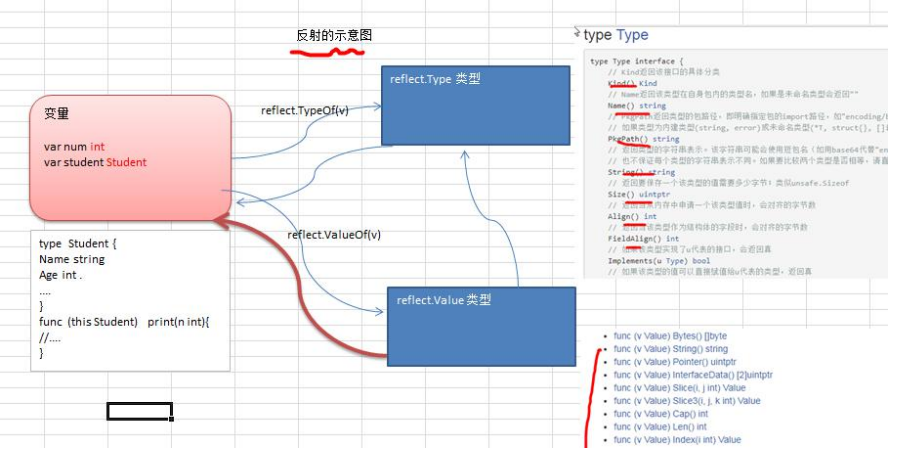 反射的示意图
变量
var num int
var student Student
type Student {
Name string
Age int .
....
}
func (this Student) print(n int){
//....
}
reflect.TypeOf(v)
reflect.ValueOf(v)
reflect.Type 类型
reflect.Value 类型
type Type
type Type interface {
// Kind返回该接口的具体分类
Kind() Kind
// Name返回该类型在自身包内的类型名,如果是未命名类型会返回""
Name() string
// PkgPath返回类型的包路径,即明确指定包的import路径,如"encoding/
// 如果类型为内建类型(string, error)或未命名类型(*T, struct{}, []
PkgPath() string
// 返回类型的字符串表示。该字符串可能会使用短包名(如用base64代替"en
// 也不保证每个类型的字符串表示不同。如果要比较两个类型是否相等,请直
String() string
// 返回要保存一个该类型的值需要多少字节;类似unsafe.Sizeof
Size() uintptr
// 返回当从内存中申请一个该类型值时,会对齐的字节数
Align() int
// 返回当该类型作为结构体的字段时,会对齐的字节数
FieldAlign() int
// 如果该类型实现了u代表的接口,会返回真
Implements(u Type) bool
// 如果该类型的值可以直接赋值给u代表的类型,返回真
• func (v Value) Bytes() []byte
• func (v Value) String() string
• func (v Value) Pointer() uintptr
• func (v Value) InterfaceData() [2]uintptr
• func (v Value) Slice(i, j int) Value
• func (v Value) Slice3(i, j, k int) Value
• func (v Value) Cap() int
• func (v Value) Len() int
• func (v Value) Index(i int) Value